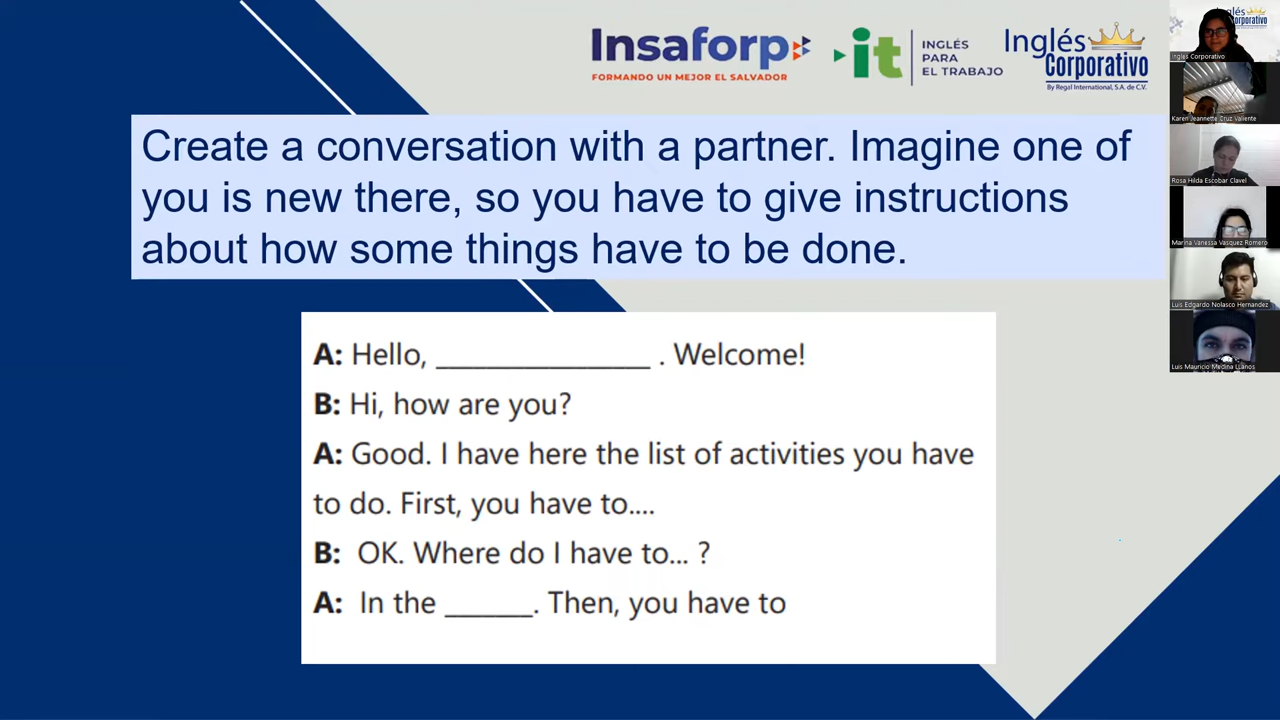 Insaforp
FORMANDO UN MEJOR EL SALVADOR
it
INGLÉS
PARA
EL TRABAJO
Inglés
Corporativo
By Regal International, S.A. de C.V.
Create a conversation with a partner. Imagine one of
you is new there, so you have to give instructions
about how some things have to be done.
A: Hello, _________________ . Welcome!
B: Hi, how are you?
A: Good. I have here the list of activities you have
to do. First, you have to....
B: OK. Where do I have to... ?
A: In the _______. Then, you have to
Inglés Corporativo
Karen Jeannette Cruz Valiente
Rosa Hilda Escobar Clavel
Marina Vanessa Vasquez Romero
Luis Edgardo Nolasco Hernandez
Luis Mauricio Medina LLanos